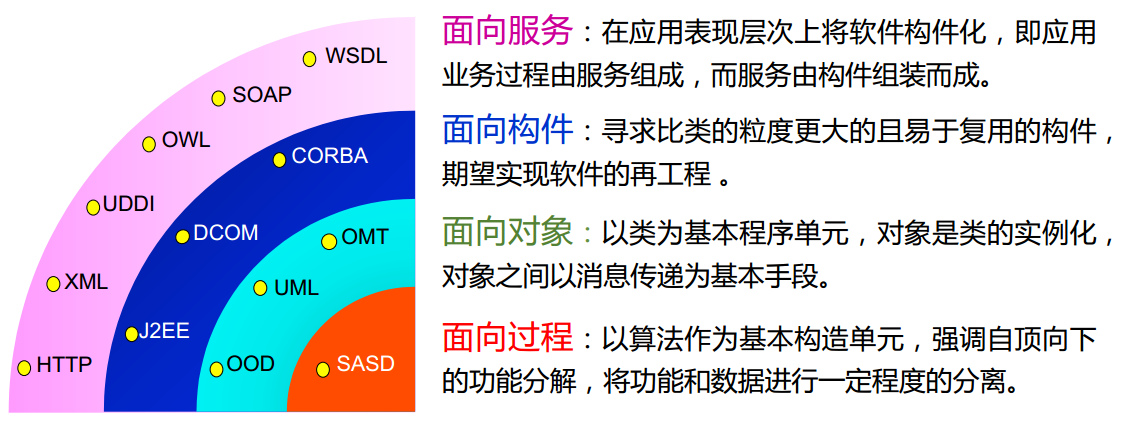 WSDL
SOAP
OWL
UDDI
XML
HTTP
CORBA
DCOM
J2EE
OMT
UML
OOD
SASD
面向服务：在应用表现层次上将软件构件化，即应用
业务过程由服务组成，而服务由构件组装而成。
面向构件：寻求比类的粒度更大的且易于复用的构件，
期望实现软件的再工程 。
面向对象：以类为基本程序单元，对象是类的实例化，
对象之间以消息传递为基本手段。
面向过程：以算法作为基本构造单元，强调自顶向下
的功能分解，将功能和数据进行一定程度的分离。